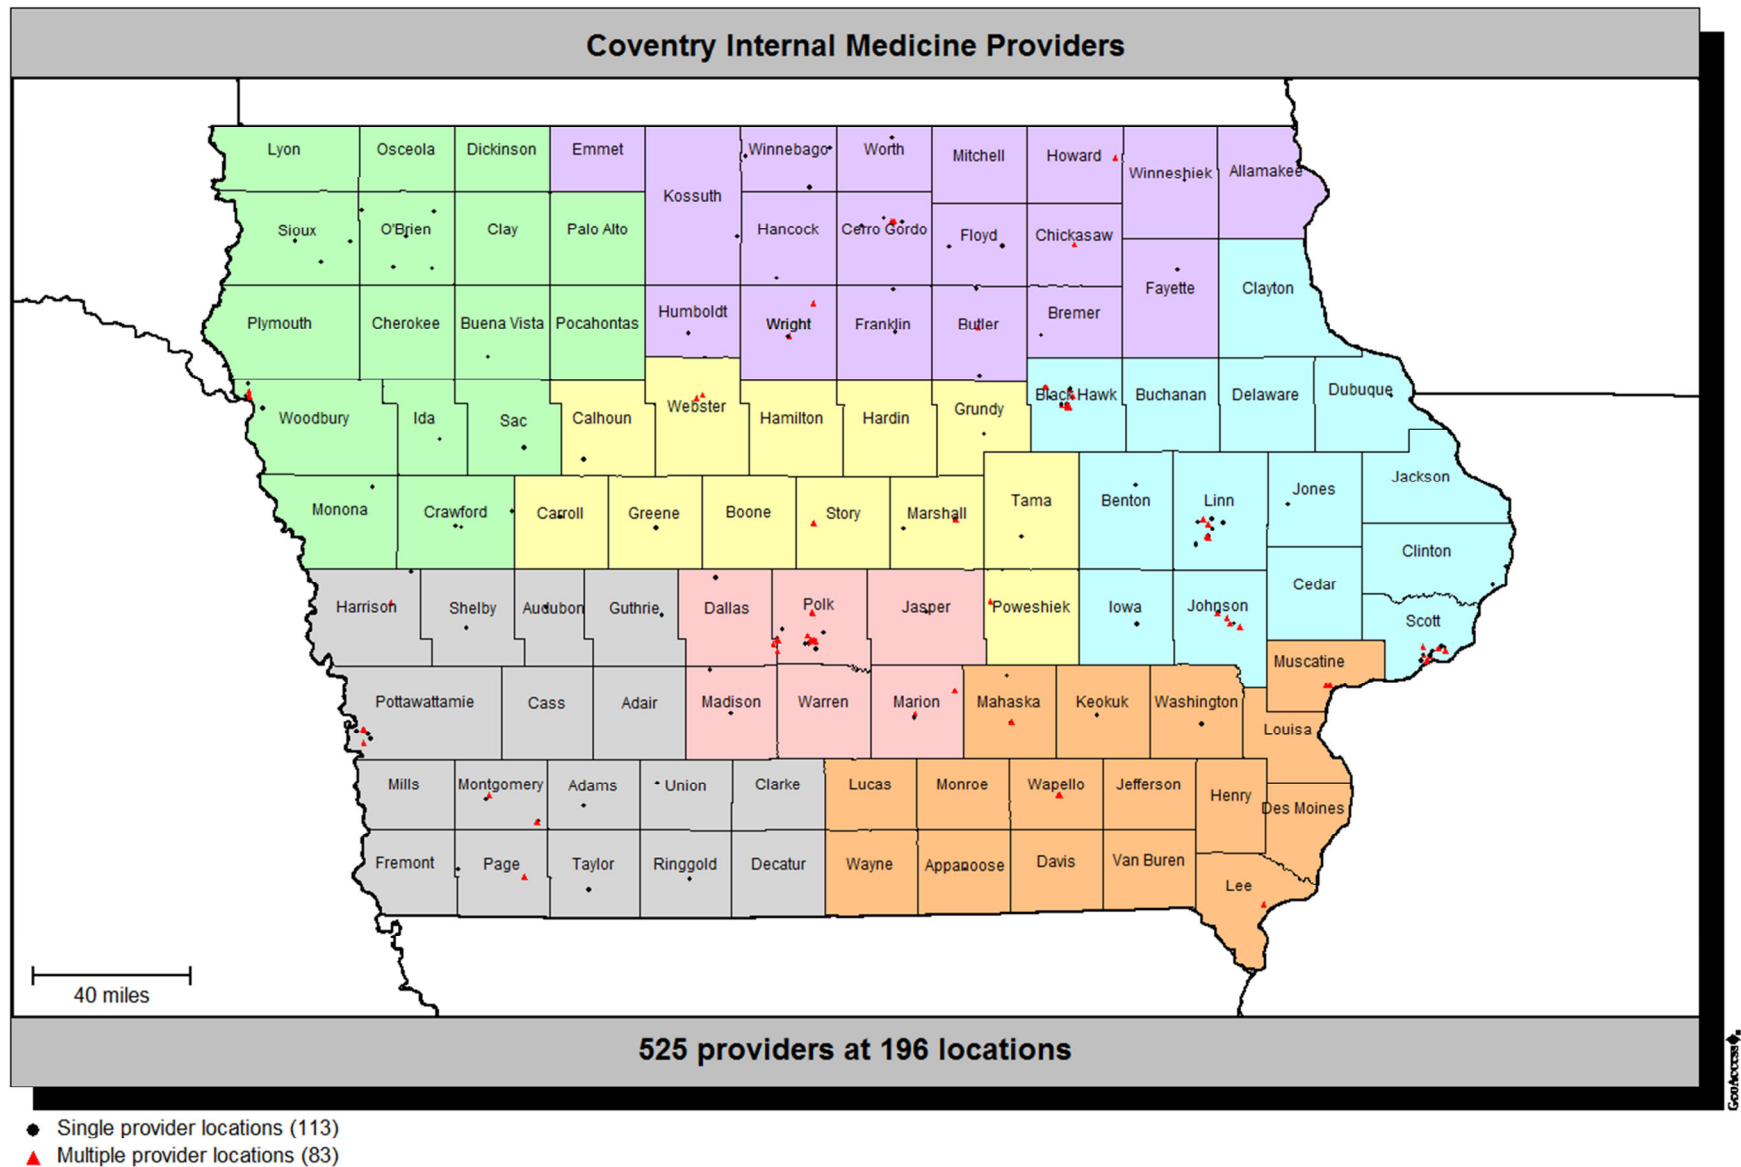 Coventry Internal Medicine Providers
Lyon Osceola Dickinson Emmet Kossuth Winnebago Worth Mitchell Howard Winneshiek Allamakee
Sioux O'Brien Clay Palo Alto Hancock Cerro Gordo Floyd Chickasaw
Plymouth Cherokee Buena Vista Pocahontas Humboldt Wright Franklin Butler Bremer Fayette Clayton
Woodbury Ida Sac Calhoun Webster Hamilton Hardin Grundy Black Hawk Buchanan Delaware Dubuque
Monona Crawford Carroll Greene Boone Story Marshall Tama Benton Linn Jones Jackson
Clinton
Harrison Shelby Audubon Guthrie Dallas Polk Jasper Poweshiek Iowa Johnson Cedar Scott
Pottawattamie Cass Adair Madison Warren Marion Mahaska Keokuk Washington Muscatine
Louisa
Mills Montgomery Adams Union Clarke Lucas Monroe Wapello Jefferson Henry Des Moines
Fremont Page Taylor Ringgold Decatur Wayne Appanoose Davis Van Buren Lee
40 miles
525 providers at 196 locations
GeoAccess
Single provider locations (113)
Multiple provider locations (83)